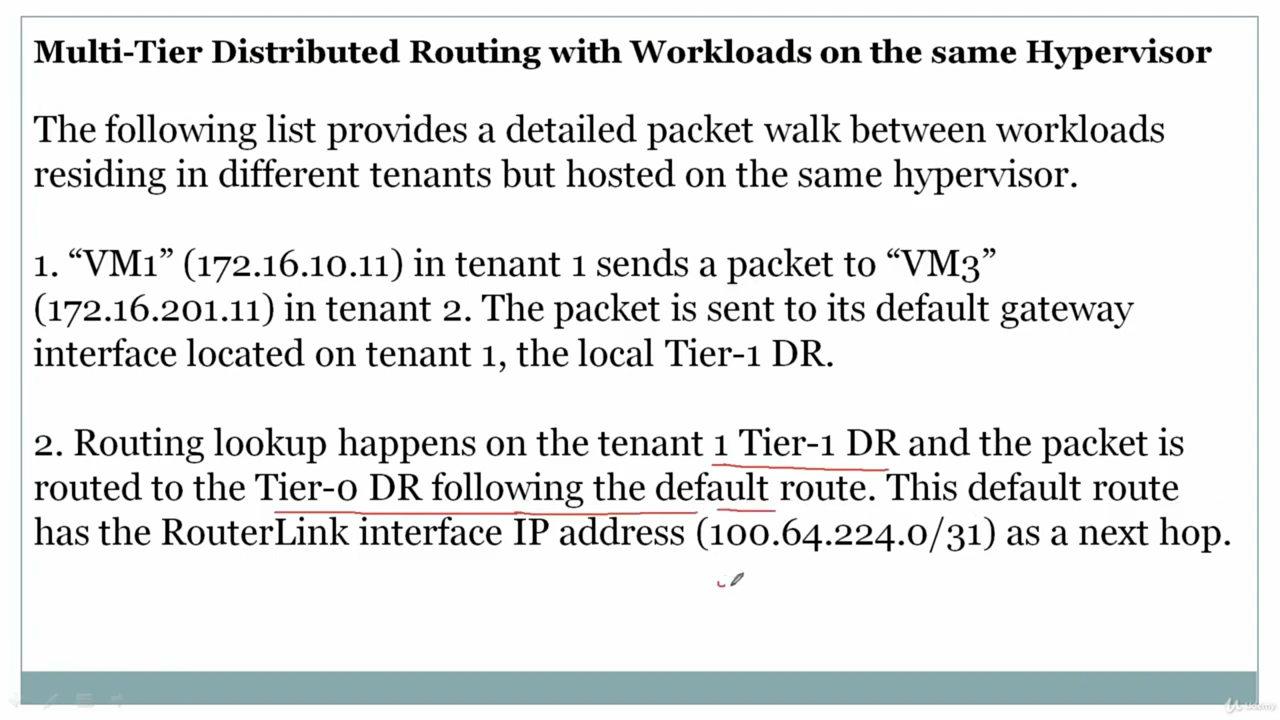 Multi-Tier Distributed Routing with Workloads on the same Hypervisor
The following list provides a detailed packet walk between workloads
residing in different tenants but hosted on the same hypervisor.
1. “VM1” (172.16.10.11) in tenant 1 sends a packet to “VM3”
(172.16.201.11) in tenant 2. The packet is sent to its default gateway
interface located on tenant 1, the local Tier-1 DR.
2. Routing lookup happens on the tenant 1 Tier-1 DR and the packet is
routed to the Tier-0 DR following the default route. This default route
has the RouterLink interface IP address (100.64.224.0/31) as a next hop.
Udemy